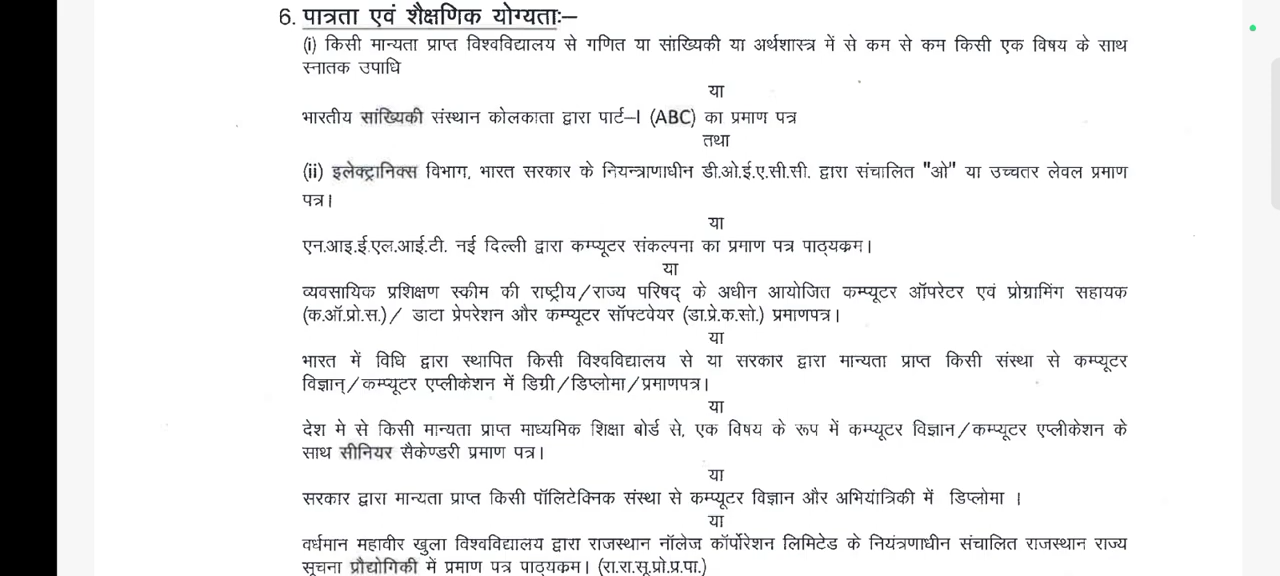 6. पात्रता एवं शैक्षणिक योग्यताः–
(i) किसी मान्यता प्राप्त विश्वविद्यालय से गणित या सांख्यिकी या अर्थशास्त्र में से कम से कम किसी एक विषय के साथ
स्नातक उपाधि
या
भारतीय सांख्यिकी संस्थान कोलकाता द्वारा पार्ट–I (ABC) का प्रमाण पत्र
तथा
(ii) इलेक्ट्रानिक्स विभाग, भारत सरकार के नियन्त्राणाधीन डी.ओ.ई.ए.सी.सी. द्वारा संचालित "ओ" या उच्चतर लेवल प्रमाण
पत्र।
या
एन.आइ.ई.एल.आई.टी. नई दिल्ली द्वारा कम्प्यूटर संकल्पना का प्रमाण पत्र पाठ्यक्रम।
या
व्यवसायिक प्रशिक्षण स्कीम की राष्ट्रीय/राज्य परिषद् के अधीन आयोजित कम्प्यूटर ऑपरेटर एवं प्रोग्रामिंग सहायक
(क.ऑ.प्रो.स.)/ डाटा प्रेपरेशन और कम्प्यूटर सॉफ्टवेयर (डा.प्रे.क.सो.) प्रमाणपत्र।
या
भारत में विधि द्वारा स्थापित किसी विश्वविद्यालय से या सरकार द्वारा मान्यता प्राप्त किसी संस्था से कम्प्यूटर
विज्ञान्/कम्प्यूटर एप्लीकेशन में डिग्री/डिप्लोमा/प्रमाणपत्र।
या
देश मे से किसी मान्यता प्राप्त माध्यमिक शिक्षा बोर्ड से, एक विषय के रूप में कम्प्यूटर विज्ञान/कम्प्यूटर एप्लीकेशन के
साथ सीनियर सैकेण्डरी प्रमाण पत्र।
या
सरकार द्वारा मान्यता प्राप्त किसी पॉलिटेक्निक संस्था से कम्प्यूटर विज्ञान और अभियांत्रिकी में डिप्लोमा ।
या
वर्धमान महावीर खुला विश्वविद्यालय द्वारा राजस्थान नॉलेज कॉर्पोरेशन लिमिटेड के नियंत्रणाधीन संचालित राजस्थान राज्य
सूचना प्रौद्योगिकी में प्रमाण पत्र पाठ्यक्रम। (रा.रा.सू.प्रो.प्र.पा.)